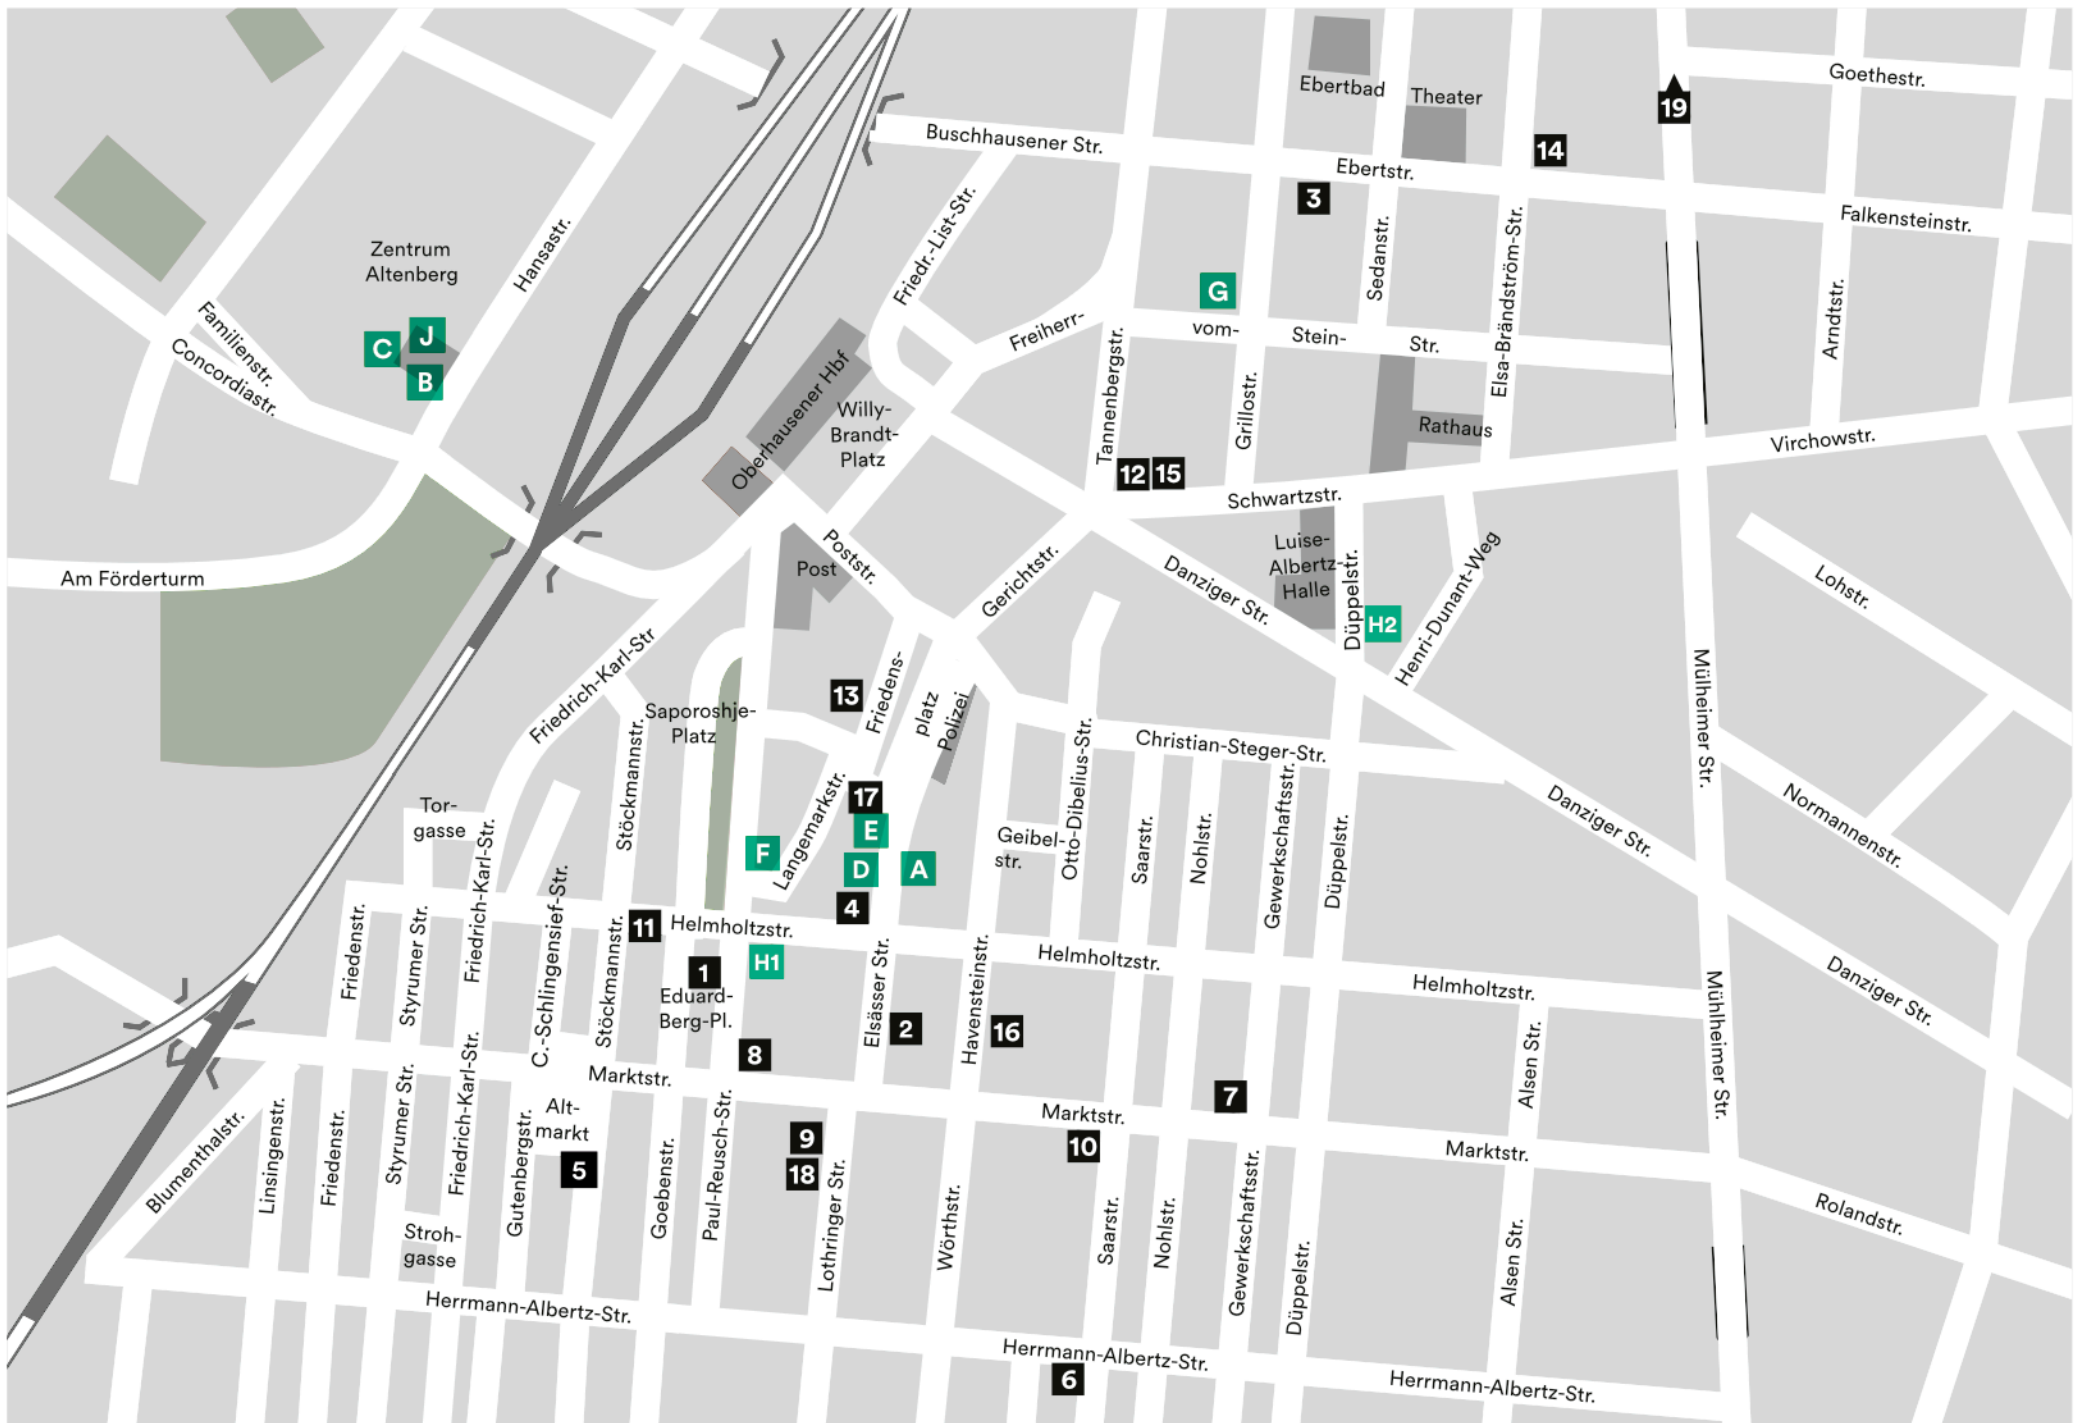 Goethestr.
Ebertbad
Theater
19
Buschhausener Str.
14
Ebertstr.
3
Falkensteinstr.
Friedr.-List-Str.
Sedanstr.
Elsa-Brändström-Str.
Zentrum
Altenberg
Hansastr.
G
Familienstr.
Concordiastr.
C
J
B
Freiherr-
vom-
Stein-
Str.
Arndtstr.
Oberhausener Hbf
Willy-
Brandt-
Platz
Tannenbergstr.
Grillostr.
Rathaus
Virchowstr.
12
15
Schwartzstr.
Am Förderturm
Poststr.
Post
Gerichtstr.
Danziger Str.
Luise-
Albertz-
Halle
Düppelstr.
H2
Henri-Dunant-Weg
Lohstr.
Friedrich-Karl-Str
13
Friedens-
platz
Polizei
Saporoshje-
Platz
Stöckmannstr.
Christian-Steger-Str.
Mülheimer Str.
Tor-
gasse
Friedrich-Karl-Str.
Langemarkstr.
17
E
F
D
A
4
Geibel-
str.
Otto-Dibelius-Str.
Saarstr.
Nohlstr.
Gewerkschaftsstr.
Düppelstr.
Danziger Str.
Normannenstr.
Friedenstr.
Styrumer Str.
C.-Schlingensief-Str.
Stöckmannstr.
11
Helmholtzstr.
1
H1
Eduard-
Berg-Pl.
Elsässer Str.
2
Havensteinstr.
16
Helmholtzstr.
Helmholtzstr.
Danziger Str.
Mühlheimer Str.
8
Marktstr.
Alt-
markt
5
7
Marktstr.
10
Alsen Str.
Marktstr.
9
18
Blumenthalstr.
Linsingenstr.
Friedenstr.
Styrumer Str.
Friedrich-Karl-Str.
Gutenbergstr.
Goebenstr.
Paul-Reusch-Str.
Lothringer Str.
Wörthstr.
Saarstr.
Nohlstr.
Gewerkschaftsstr.
Düppelstr.
Alsen Str.
Rolandstr.
Stroh-
gasse
Herrmann-Albertz-Str.
Herrmann-Albertz-Str.
6
Herrmann-Albertz-Str.